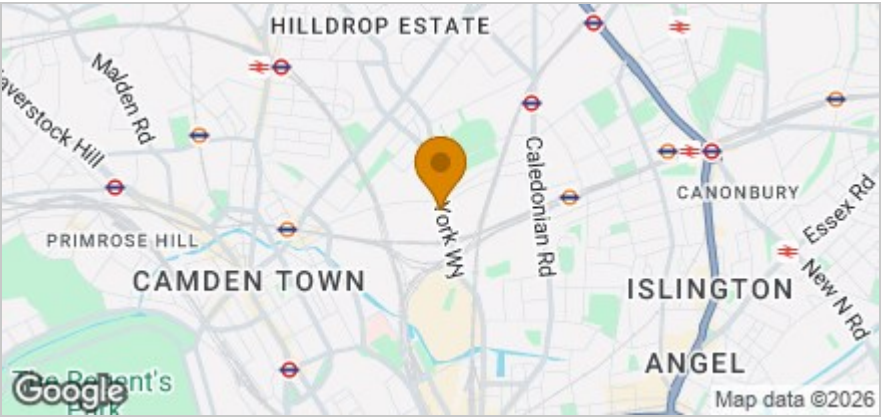 HILLDROP ESTATE
Malden Rd
averstock Hill
Caledonian Rd
CANONBURY
York Wy
Essex Rd
PRIMROSE HILL
CAMDEN TOWN
ISLINGTON
New N Rd
ANGEL
The Regent's
Park
Google
Map data ©2026